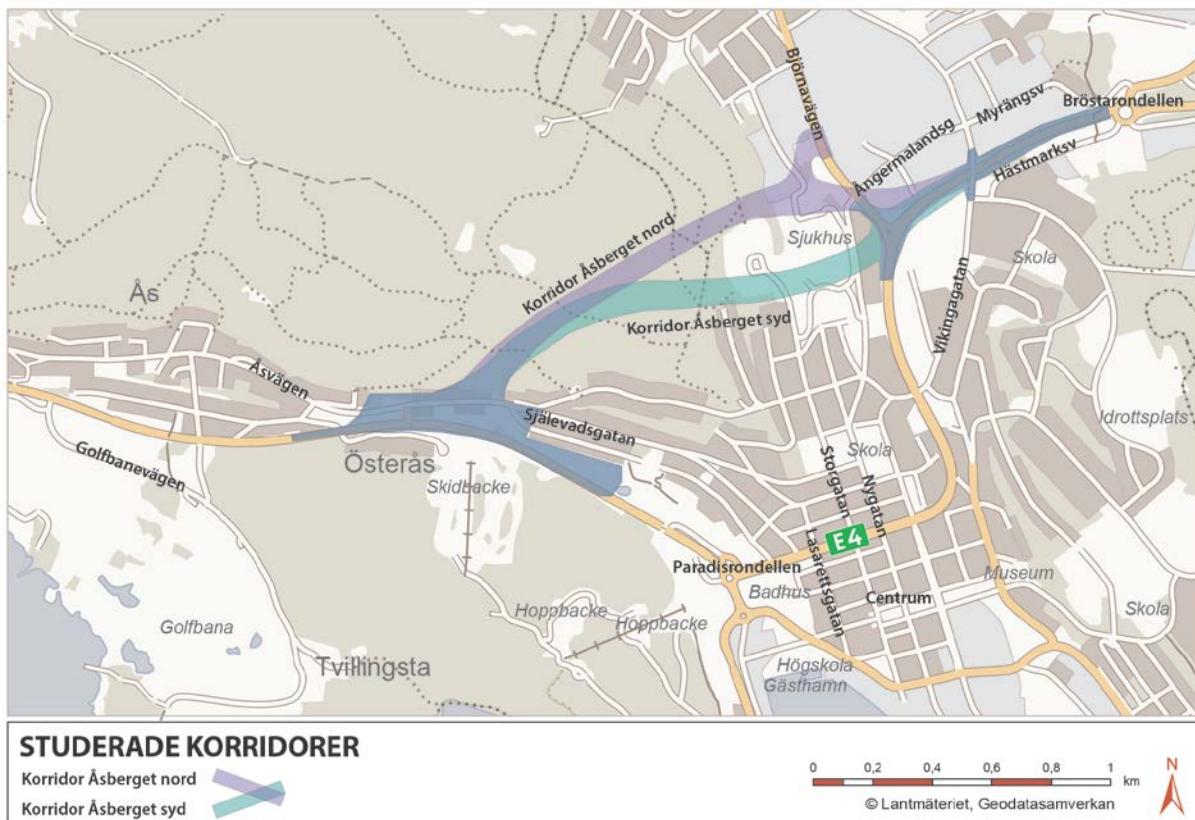 Björnavägen
Myrängsv
Bröstarondellen
Ångermalandsg
Hästmarksv
Korridor Åsberget nord
Sjukhus
Skola
Ås
Korridor Åsberget syd
Vikingagatan
Åsvägen
Själevadsgatan
Idrottsplats
Golfbanevägen
Österås
Skidbacke
Storgatan
Skola
Nygatan
E4
Paradisrondellen
Lasarettsgatan
Museum
Badhus
Centrum
Hoppbacke
Hoppbacke
Skola
Golfbana
Tvillingsta
Högskola
Gästhamn
STUDERADE KORRIDORER
Korridor Åsberget nord
Korridor Åsberget syd
0 0,2 0,4 0,6 0,8 1
km
© Lantmäteriet, Geodatasamverkan
N